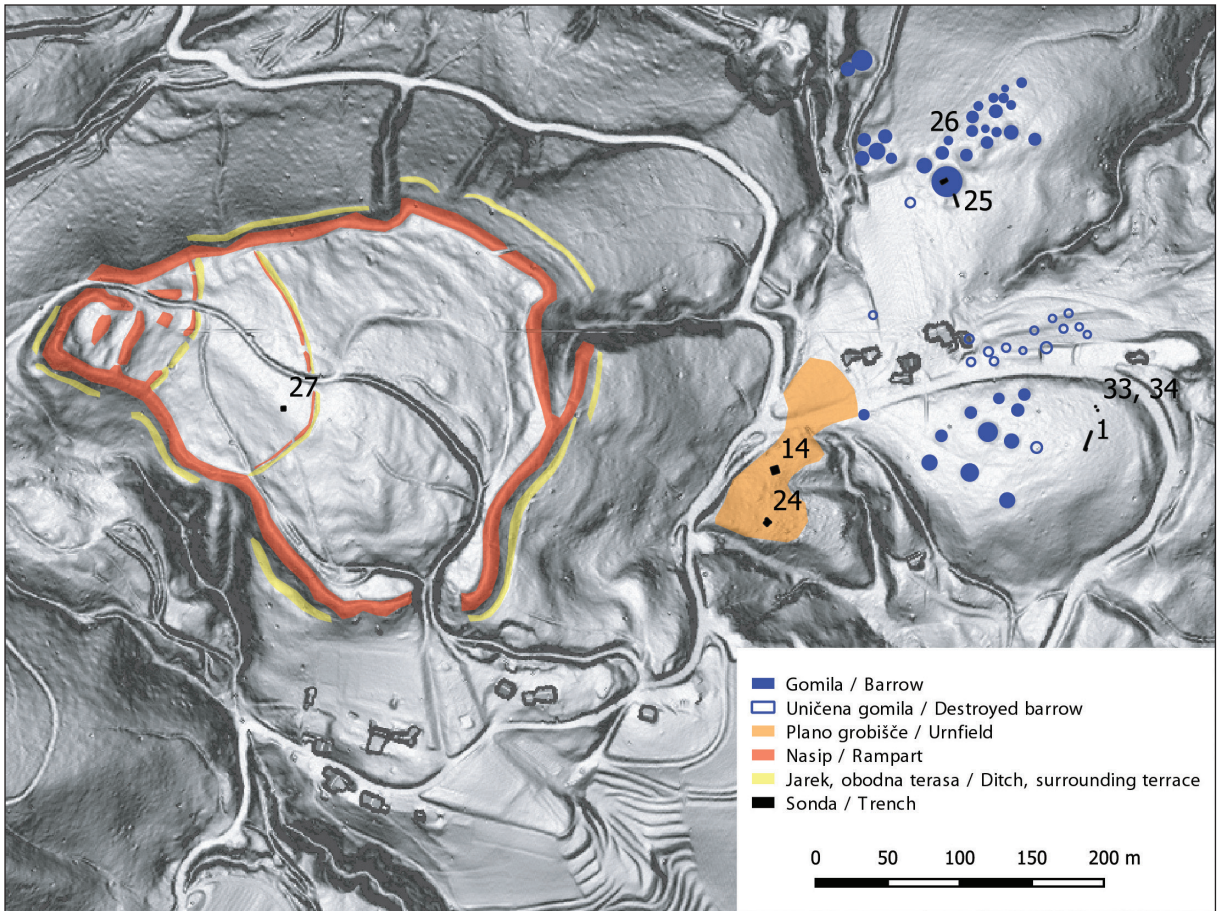 26
25
27
33, 34
1
14
24
Gomila / Barrow
Uničena gomila / Destroyed barrow
Plano grobišče / Urnfield
Nasip / Rampart
Jarek, obodna terasa / Ditch, surrounding terrace
Sonda / Trench
0 50 100 150 200 m